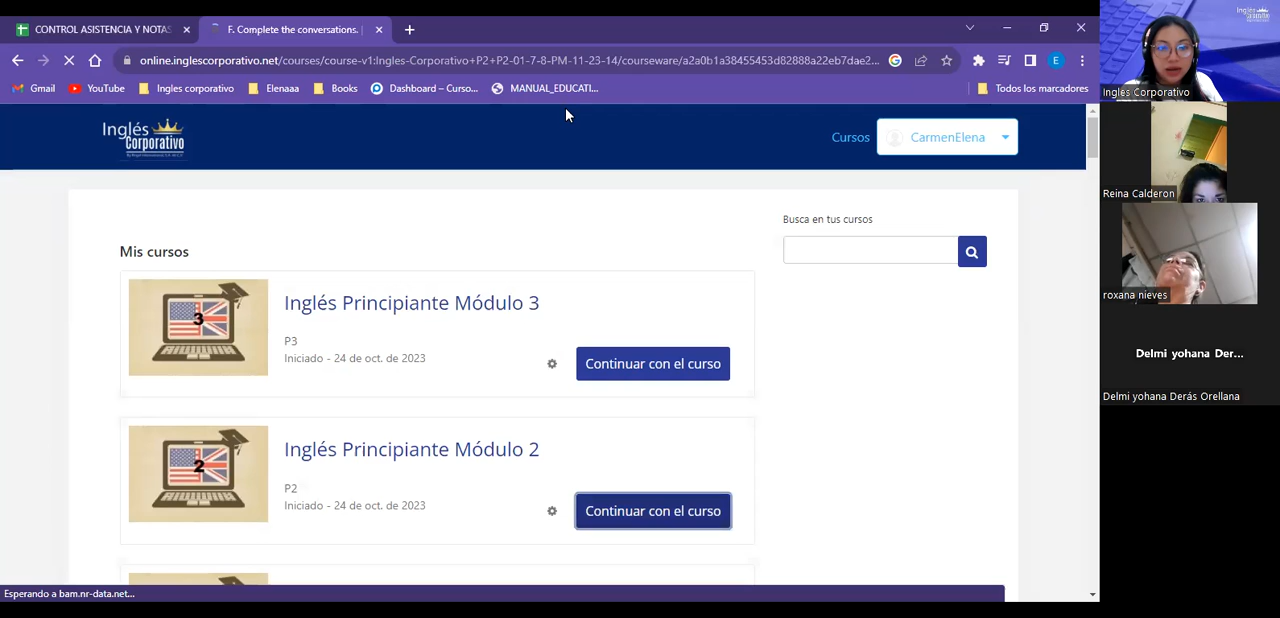 CONTROL ASISTENCIA Y NOTAS
F. Complete the conversations. |
online.inglescorporativo.net/courses/course-v1:Ingles-Corporativo+P2+P2-01-7-8-PM-11-23-14/courseware/a2a0b1a38455453d82888a22eb7dae2...
E
Gmail
YouTube
Ingles corporativo
Elenaaa
Books
Dashboard – Curso...
MANUAL_EDUCATI...
Todos los marcadores
Inglés
Corporativo
Cursos
CarmenElena
Busca en tus cursos
Mis cursos
3
Inglés Principiante Módulo 3
P3
Iniciado - 24 de oct. de 2023
Continuar con el curso
2
Inglés Principiante Módulo 2
P2
Iniciado - 24 de oct. de 2023
Continuar con el curso
Esperando a bam.nr-data.net...
Inglés
Corporativo
Ingles Corporativo
Reina Calderon
roxana nieves
Delmi yohana Der...
Delmi yohana Derás Orellana